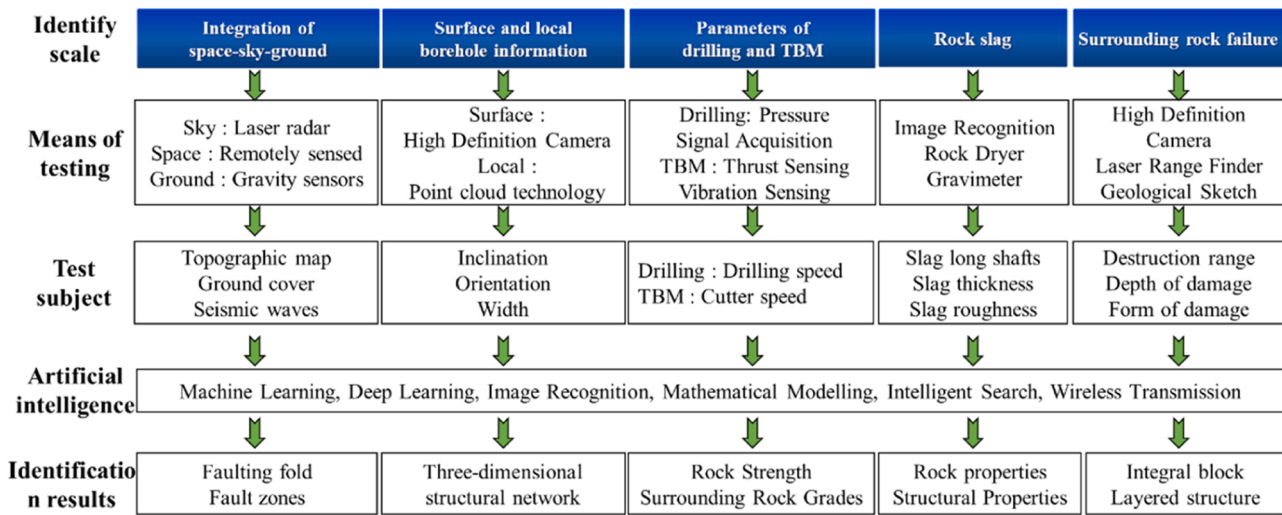 Identify
scale
Integration of
space-sky-ground
Surface and local
borehole information
Parameters of
drilling and TBM
Rock slag
Surrounding rock failure
Means of
testing
Sky : Laser radar
Space : Remotely sensed
Ground : Gravity sensors
Surface :
High Definition Camera
Local :
Point cloud technology
Drilling: Pressure
Signal Acquisition
TBM : Thrust Sensing
Vibration Sensing
Image Recognition
Rock Dryer
Gravimeter
High Definition
Camera
Laser Range Finder
Geological Sketch
Test
subject
Topographic map
Ground cover
Seismic waves
Inclination
Orientation
Width
Drilling : Drilling speed
TBM : Cutter speed
Slag long shafts
Slag thickness
Slag roughness
Destruction range
Depth of damage
Form of damage
Artificial
intelligence
Machine Learning, Deep Learning, Image Recognition, Mathematical Modelling, Intelligent Search, Wireless Transmission
Identificatio
n results
Faulting fold
Fault zones
Three-dimensional
structural network
Rock Strength
Surrounding Rock Grades
Rock properties
Structural Properties
Integral block
Layered structure